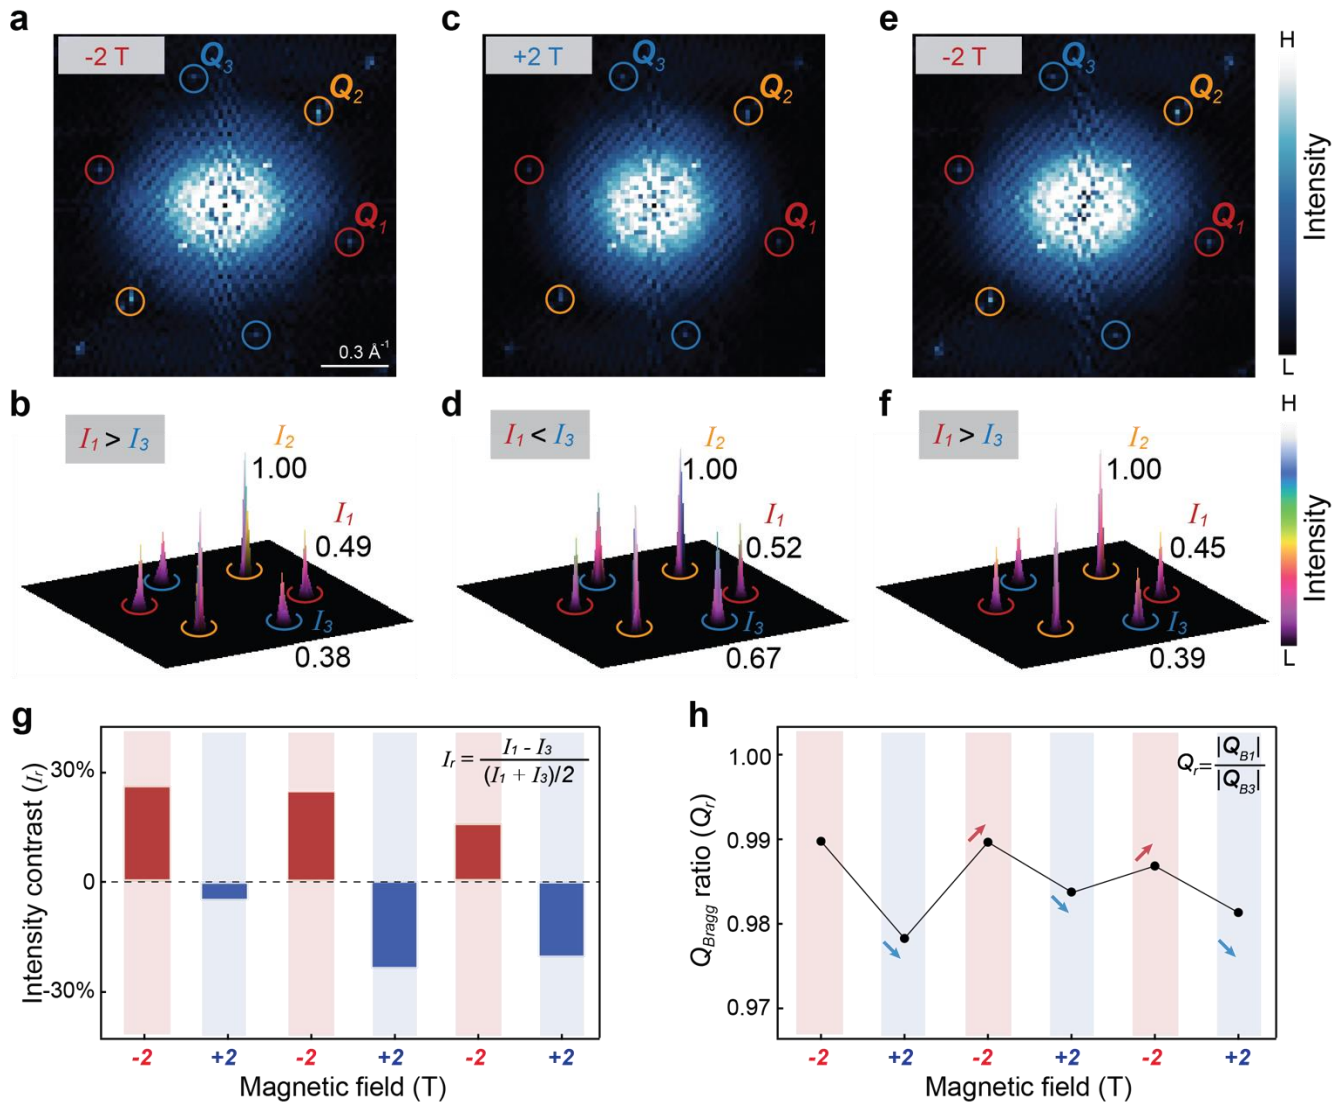 a
-2 T
Q3
Q2
Q1
0.3 Å-1
c
+2 T
Q3
Q2
Q1
e
-2 T
Q3
Q2
Q1
H
Intensity
L
b
I1 > I3
I2
1.00
I1
0.49
I3
0.38
d
I1 < I3
I2
1.00
I1
0.52
I3
0.67
f
I1 > I3
I2
1.00
I1
0.45
I3
0.39
H
Intensity
L
g
Intensity contrast (Ir)
30%
0
-30%
Ir = I1 - I3 / (I1 + I3)/2
-2 +2 -2 +2 -2 +2
Magnetic field (T)
h
QBragg ratio (Qr)
1.00
0.99
0.98
0.97
Qr = |QB1| / |QB3|
-2 +2 -2 +2 -2 +2
Magnetic field (T)